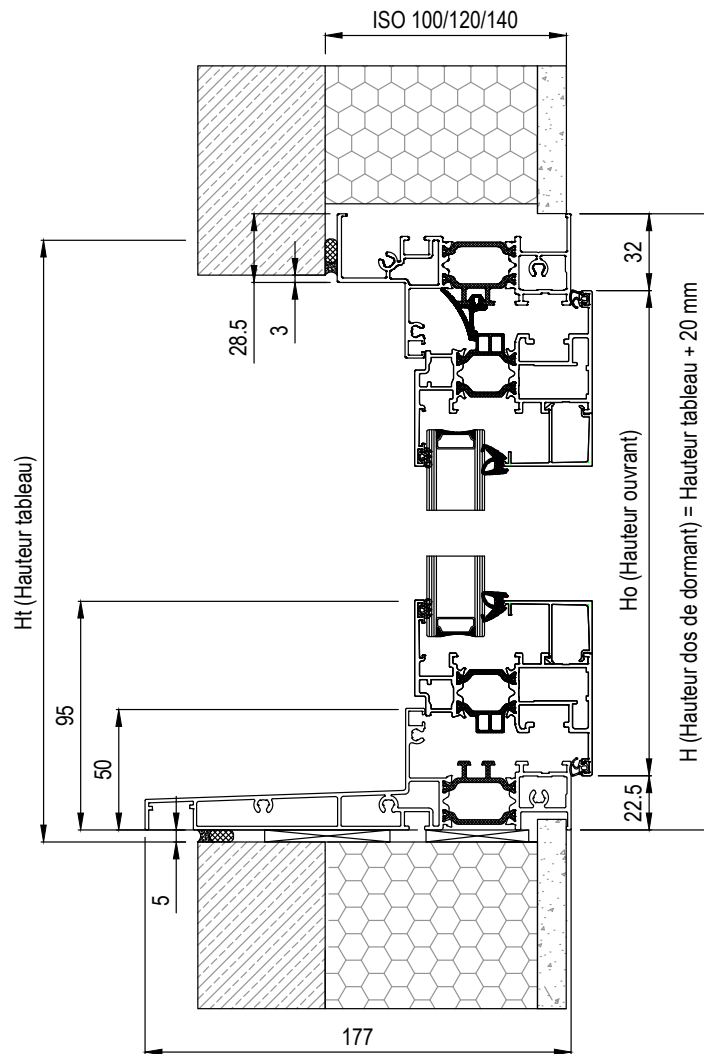 ISO 100/120/140
28.5
3
32
Ht (Hauteur tableau)
Ho (Hauteur ouvrant)
H (Hauteur dos de dormant) = Hauteur tableau + 20 mm
95
50
22.5
5
177